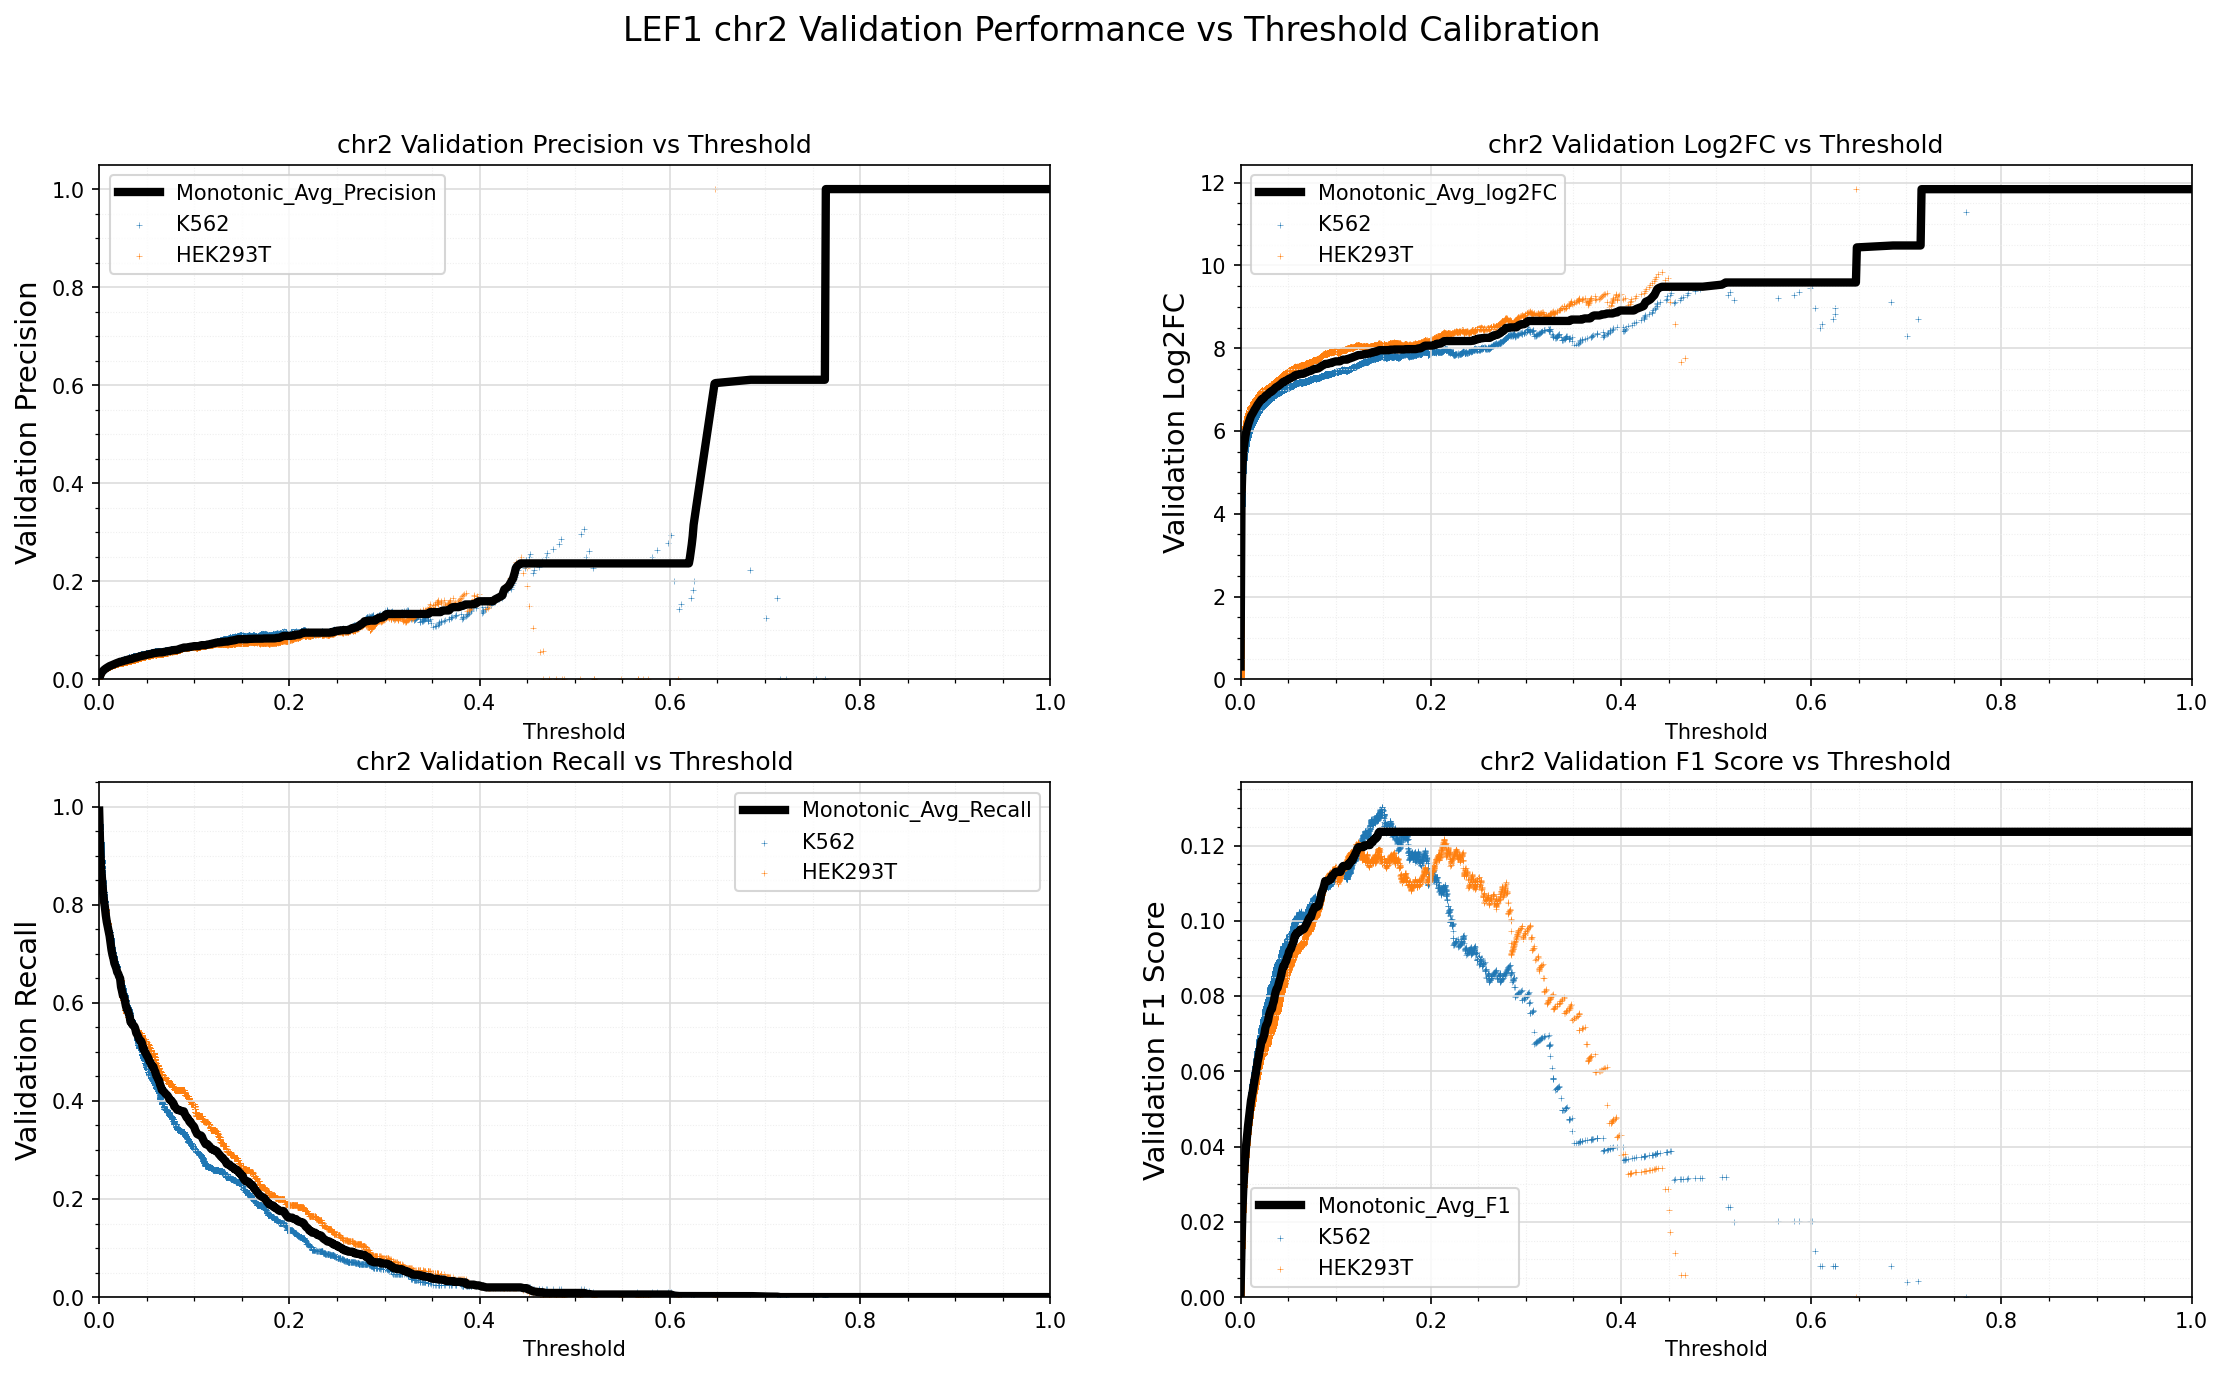 LEF1 chr2 Validation Performance vs Threshold Calibration
chr2 Validation Precision vs Threshold
Validation Precision
1.0
0.8
0.6
0.4
0.2
0.0
Monotonic_Avg_Precision
K562
HEK293T
0.0 0.2 0.4 0.6 0.8 1.0
Threshold
chr2 Validation Log2FC vs Threshold
Validation Log2FC
12
10
8
6
4
2
0
Monotonic_Avg_log2FC
K562
HEK293T
0.0 0.2 0.4 0.6 0.8 1.0
Threshold
chr2 Validation Recall vs Threshold
Validation Recall
1.0
0.8
0.6
0.4
0.2
0.0
Monotonic_Avg_Recall
K562
HEK293T
0.0 0.2 0.4 0.6 0.8 1.0
Threshold
chr2 Validation F1 Score vs Threshold
Validation F1 Score
0.12
0.10
0.08
0.06
0.04
0.02
0.00
Monotonic_Avg_F1
K562
HEK293T
0.0 0.2 0.4 0.6 0.8 1.0
Threshold